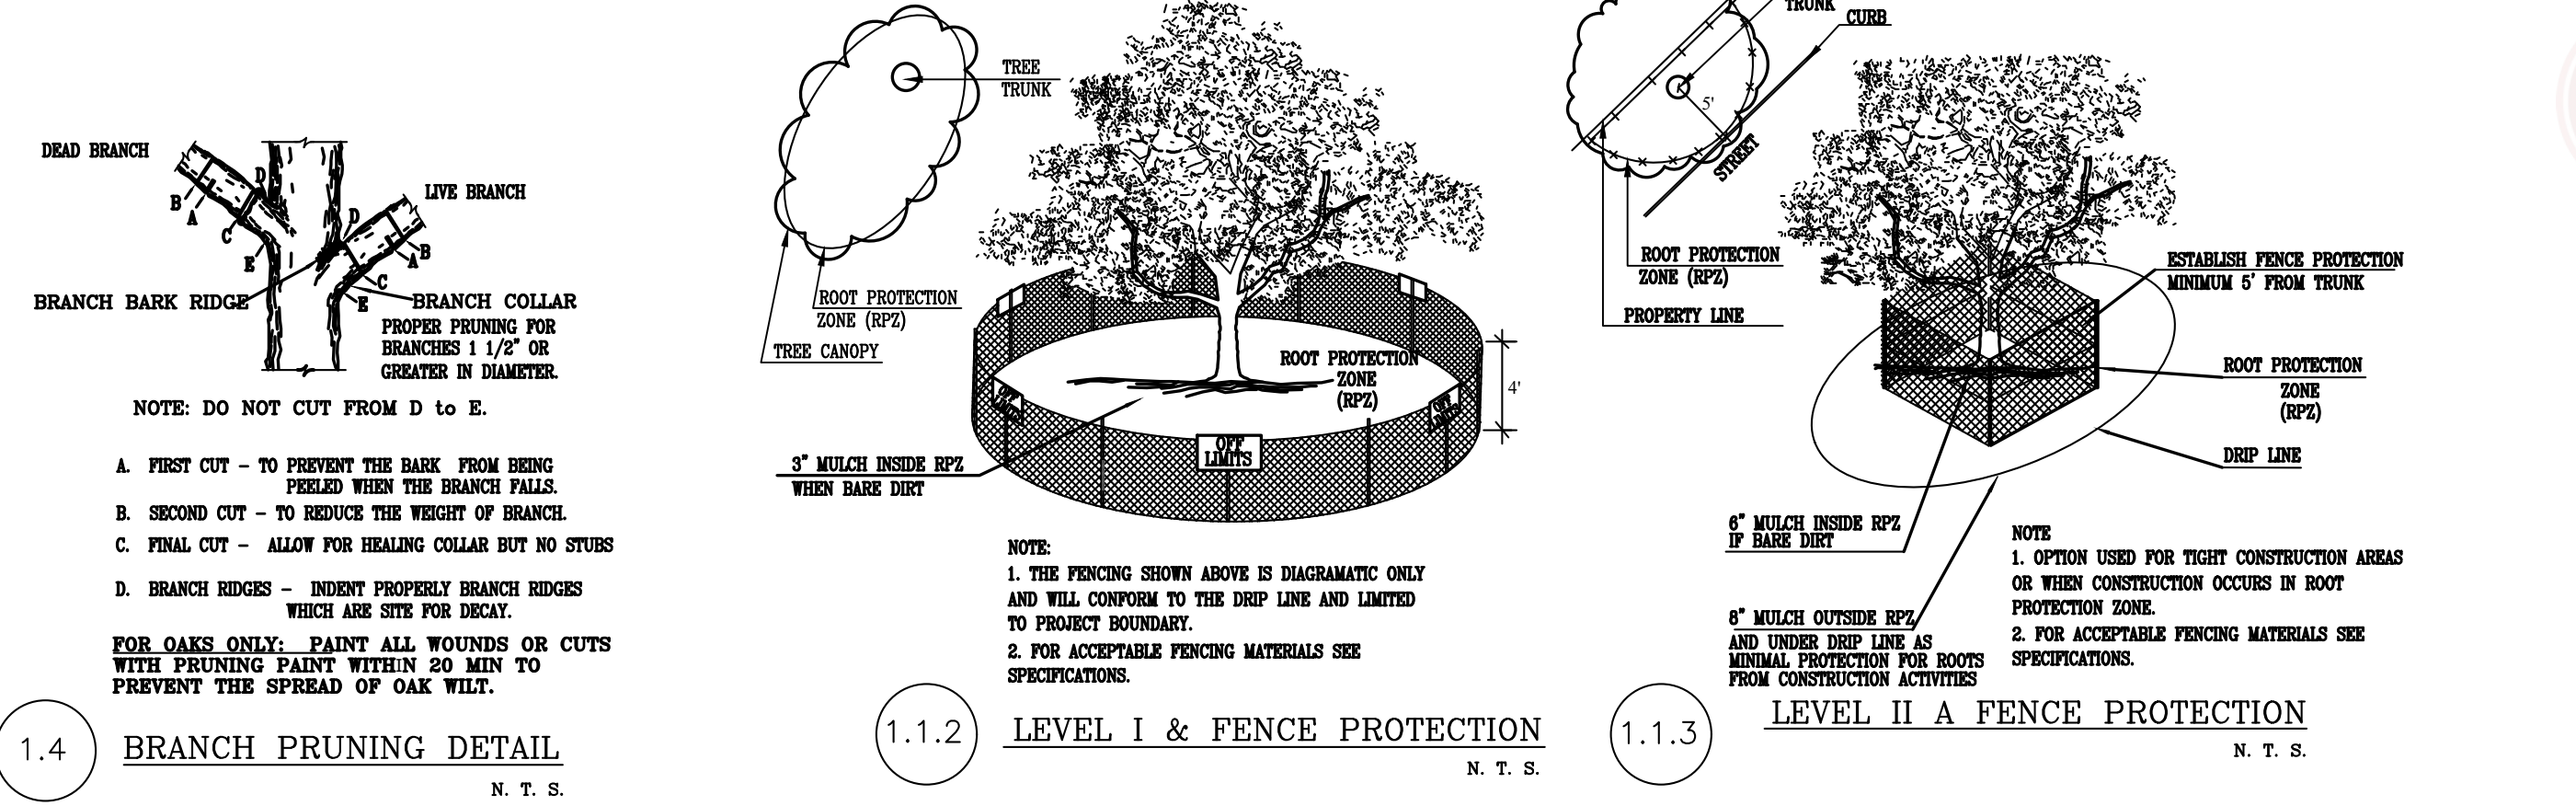 DEAD BRANCH
B
A
C
D
E
LIVE BRANCH
D
B
A
C
E
BRANCH BARK RIDGE
BRANCH COLLAR
PROPER PRUNING FOR
BRANCHES 1 1/2" OR
GREATER IN DIAMETER.
NOTE: DO NOT CUT FROM D to E.
A. FIRST CUT - TO PREVENT THE BARK FROM BEING
PEELED WHEN THE BRANCH FALLS.
B. SECOND CUT - TO REDUCE THE WEIGHT OF BRANCH.
C. FINAL CUT - ALLOW FOR HEALING COLLAR BUT NO STUBS
D. BRANCH RIDGES - INDENT PROPERLY BRANCH RIDGES
WHICH ARE SITE FOR DECAY.
FOR OAKS ONLY: PAINT ALL WOUNDS OR CUTS
WITH PRUNING PAINT WITHIN 20 MIN TO
PREVENT THE SPREAD OF OAK WILT.
1.4
BRANCH PRUNING DETAIL
N. T. S.
TREE
TRUNK
ROOT PROTECTION
ZONE (RPZ)
TREE CANOPY
ROOT PROTECTION
ZONE
(RPZ)
4'
OFF
LIMITS
OFF
LIMITS
OFF
LIMITS
3" MULCH INSIDE RPZ
WHEN BARE DIRT
NOTE:
1. THE FENCING SHOWN ABOVE IS DIAGRAMATIC ONLY
AND WILL CONFORM TO THE DRIP LINE AND LIMITED
TO PROJECT BOUNDARY.
2. FOR ACCEPTABLE FENCING MATERIALS SEE
SPECIFICATIONS.
1.1.2
LEVEL I & FENCE PROTECTION
N. T. S.
TRUNK
CURB
5'
STREET
ROOT PROTECTION
ZONE (RPZ)
PROPERTY LINE
ESTABLISH FENCE PROTECTION
MINIMUM 5' FROM TRUNK
ROOT PROTECTION
ZONE
(RPZ)
DRIP LINE
6" MULCH INSIDE RPZ
IF BARE DIRT
8" MULCH OUTSIDE RPZ
AND UNDER DRIP LINE AS
MINIMAL PROTECTION FOR ROOTS
FROM CONSTRUCTION ACTIVITIES
NOTE
1. OPTION USED FOR TIGHT CONSTRUCTION AREAS
OR WHEN CONSTRUCTION OCCURS IN ROOT
PROTECTION ZONE.
2. FOR ACCEPTABLE FENCING MATERIALS SEE
SPECIFICATIONS.
1.1.3
LEVEL II A FENCE PROTECTION
N. T. S.